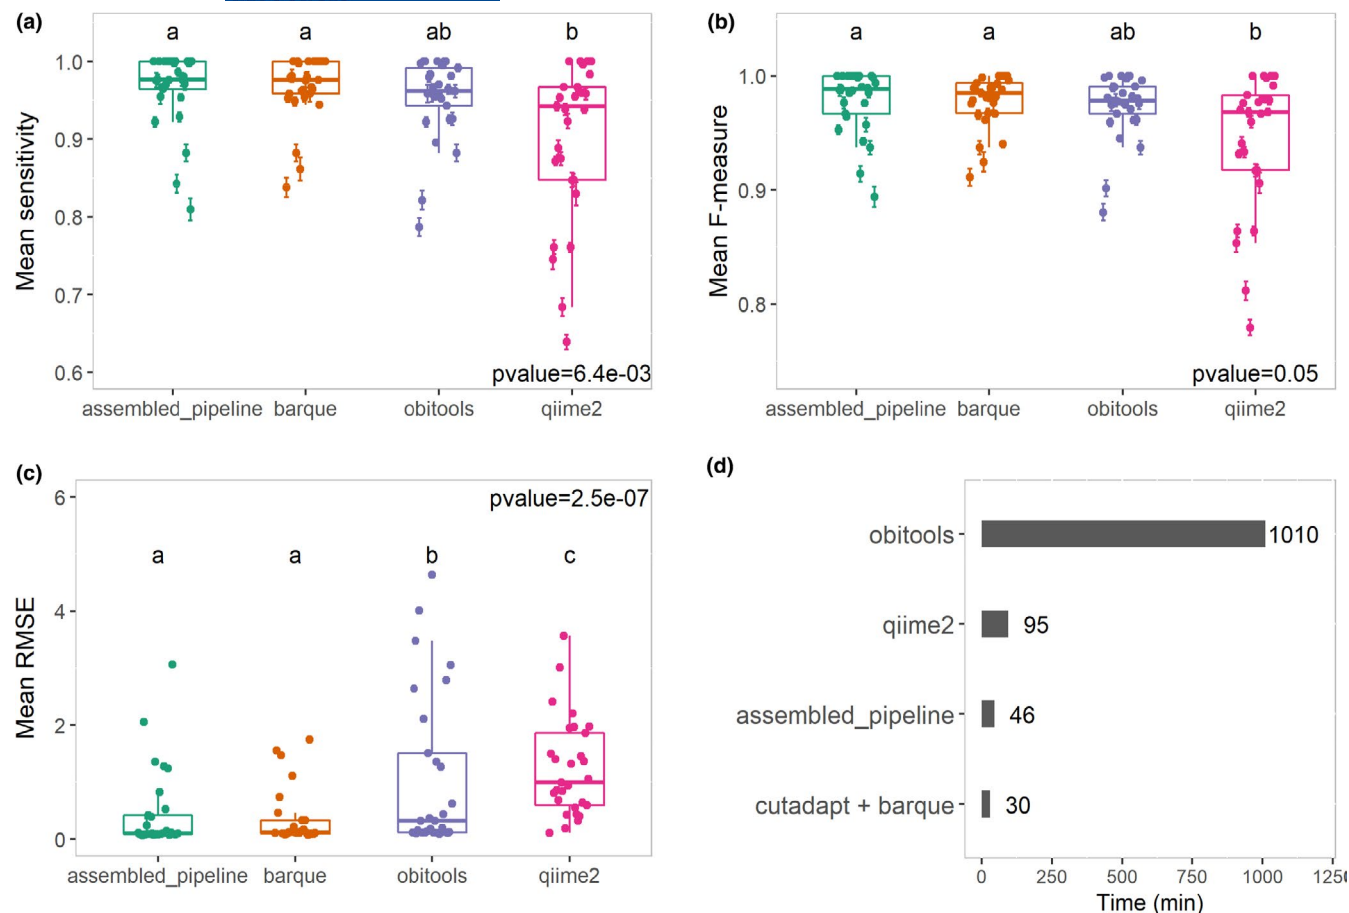 (a)
a a ab b
1.0
0.9
0.8
0.7
0.6
Mean sensitivity
pvalue=6.4e-03
assembled_pipeline barque obitools qiime2
(b)
a a ab b
1.0
0.9
0.8
Mean F-measure
pvalue=0.05
assembled_pipeline barque obitools qiime2
(c)
pvalue=2.5e-07
a a b c
6
4
2
0
Mean RMSE
assembled_pipeline barque obitools qiime2
(d)
obitools 1010
qiime2 95
assembled_pipeline 46
cutadapt + barque 30
0 250 500 750 1000
Time (min)